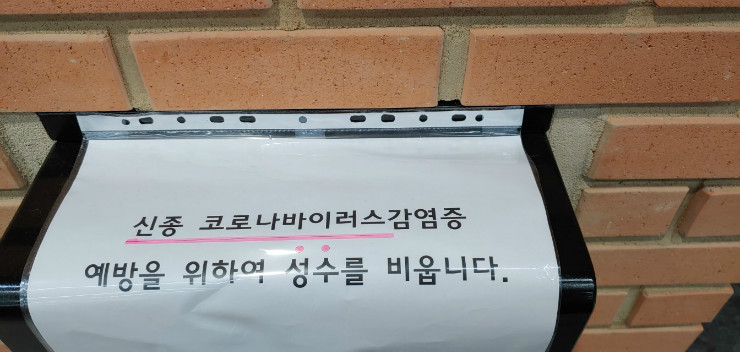 신종 코로나바이러스감염증
예방을 위하여 성수를 비웁니다.